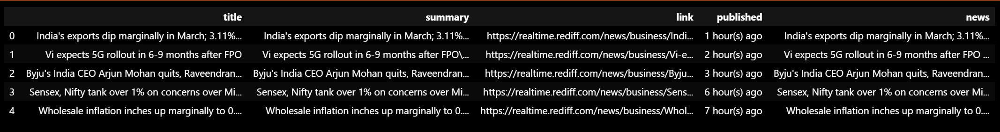 title summary link published news
0 India's exports dip marginally in March; 3.11%... India's exports dip marginally in March; 3.11%... https://realtime.rediff.com/news/business/Indi... 1 hour(s) ago India's exports dip marginally in March; 3.11%...
1 Vi expects 5G rollout in 6-9 months after FPO Vi expects 5G rollout in 6-9 months after FPO\... https://realtime.rediff.com/news/business/Vi-e... 2 hour(s) ago Vi expects 5G rollout in 6-9 months after FPO ...
2 Byju's India CEO Arjun Mohan quits, Raveendran... Byju's India CEO Arjun Mohan quits, Raveendran... https://realtime.rediff.com/news/business/Byju... 3 hour(s) ago Byju's India CEO Arjun Mohan quits, Raveendran...
3 Sensex, Nifty tank over 1% on concerns over Mi... Sensex, Nifty tank over 1% on concerns over Mi... https://realtime.rediff.com/news/business/Sens... 6 hour(s) ago Sensex, Nifty tank over 1% on concerns over Mi...
4 Wholesale inflation inches up marginally to 0.... Wholesale inflation inches up marginally to 0.... https://realtime.rediff.com/news/business/Whol... 7 hour(s) ago Wholesale inflation inches up marginally to 0....